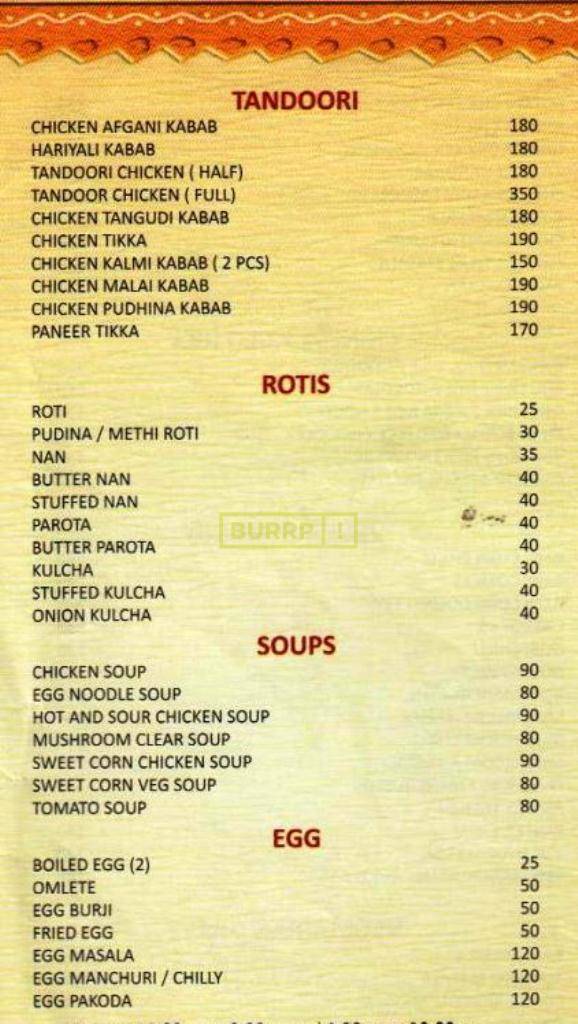 TANDOORI
CHICKEN AFGANI KABAB 180
HARIYALI KABAB 180
TANDOORI CHICKEN ( HALF) 180
TANDOOR CHICKEN ( FULL) 350
CHICKEN TANGUDI KABAB 180
CHICKEN TIKKA 190
CHICKEN KALMI KABAB ( 2 PCS) 150
CHICKEN MALAI KABAB 190
CHICKEN PUDHINA KABAB 190
PANEER TIKKA 170
ROTIS
ROTI 25
PUDINA / METHI ROTI 30
NAN 35
BUTTER NAN 40
STUFFED NAN 40
PAROTA 40
BURRP!
BUTTER PAROTA 40
KULCHA 30
STUFFED KULCHA 40
ONION KULCHA 40
SOUPS
CHICKEN SOUP 90
EGG NOODLE SOUP 80
HOT AND SOUR CHICKEN SOUP 90
MUSHROOM CLEAR SOUP 80
SWEET CORN CHICKEN SOUP 90
SWEET CORN VEG SOUP 80
TOMATO SOUP 80
EGG
BOILED EGG (2) 25
OMLETE 50
EGG BURJI 50
FRIED EGG 50
EGG MASALA 120
EGG MANCHURI / CHILLY 120
EGG PAKODA 120